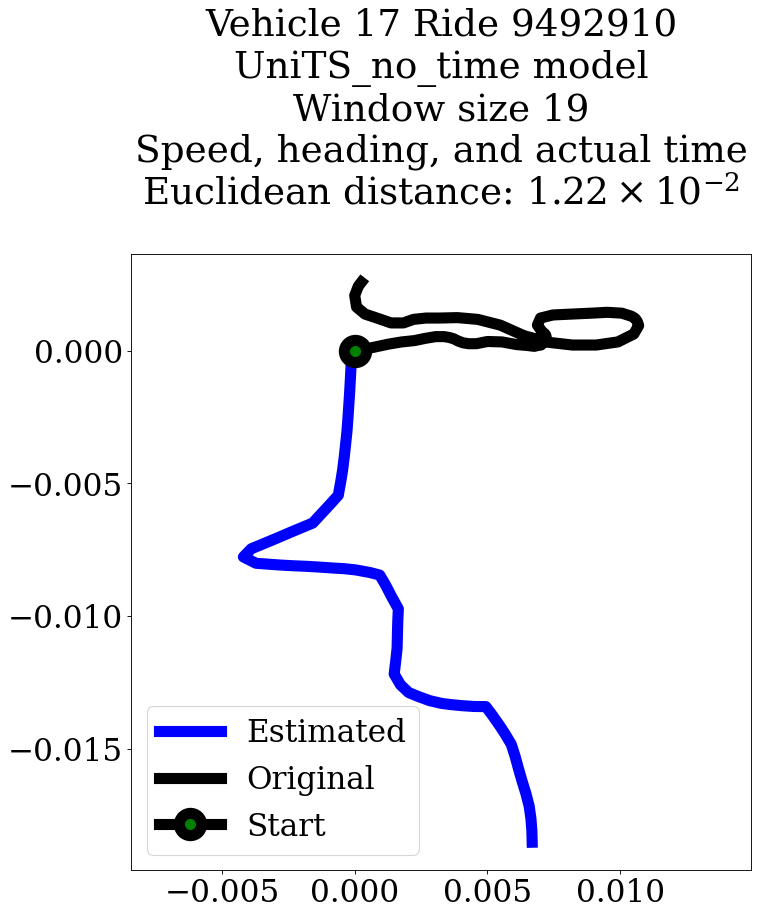 Vehicle 17 Ride 9492910
UniTS_no_time model
Window size 19
Speed, heading, and actual time
Euclidean distance: 1.22 × 10⁻²
0.000
−0.005
−0.010
−0.015
Estimated
Original
Start
−0.005 0.000 0.005 0.010